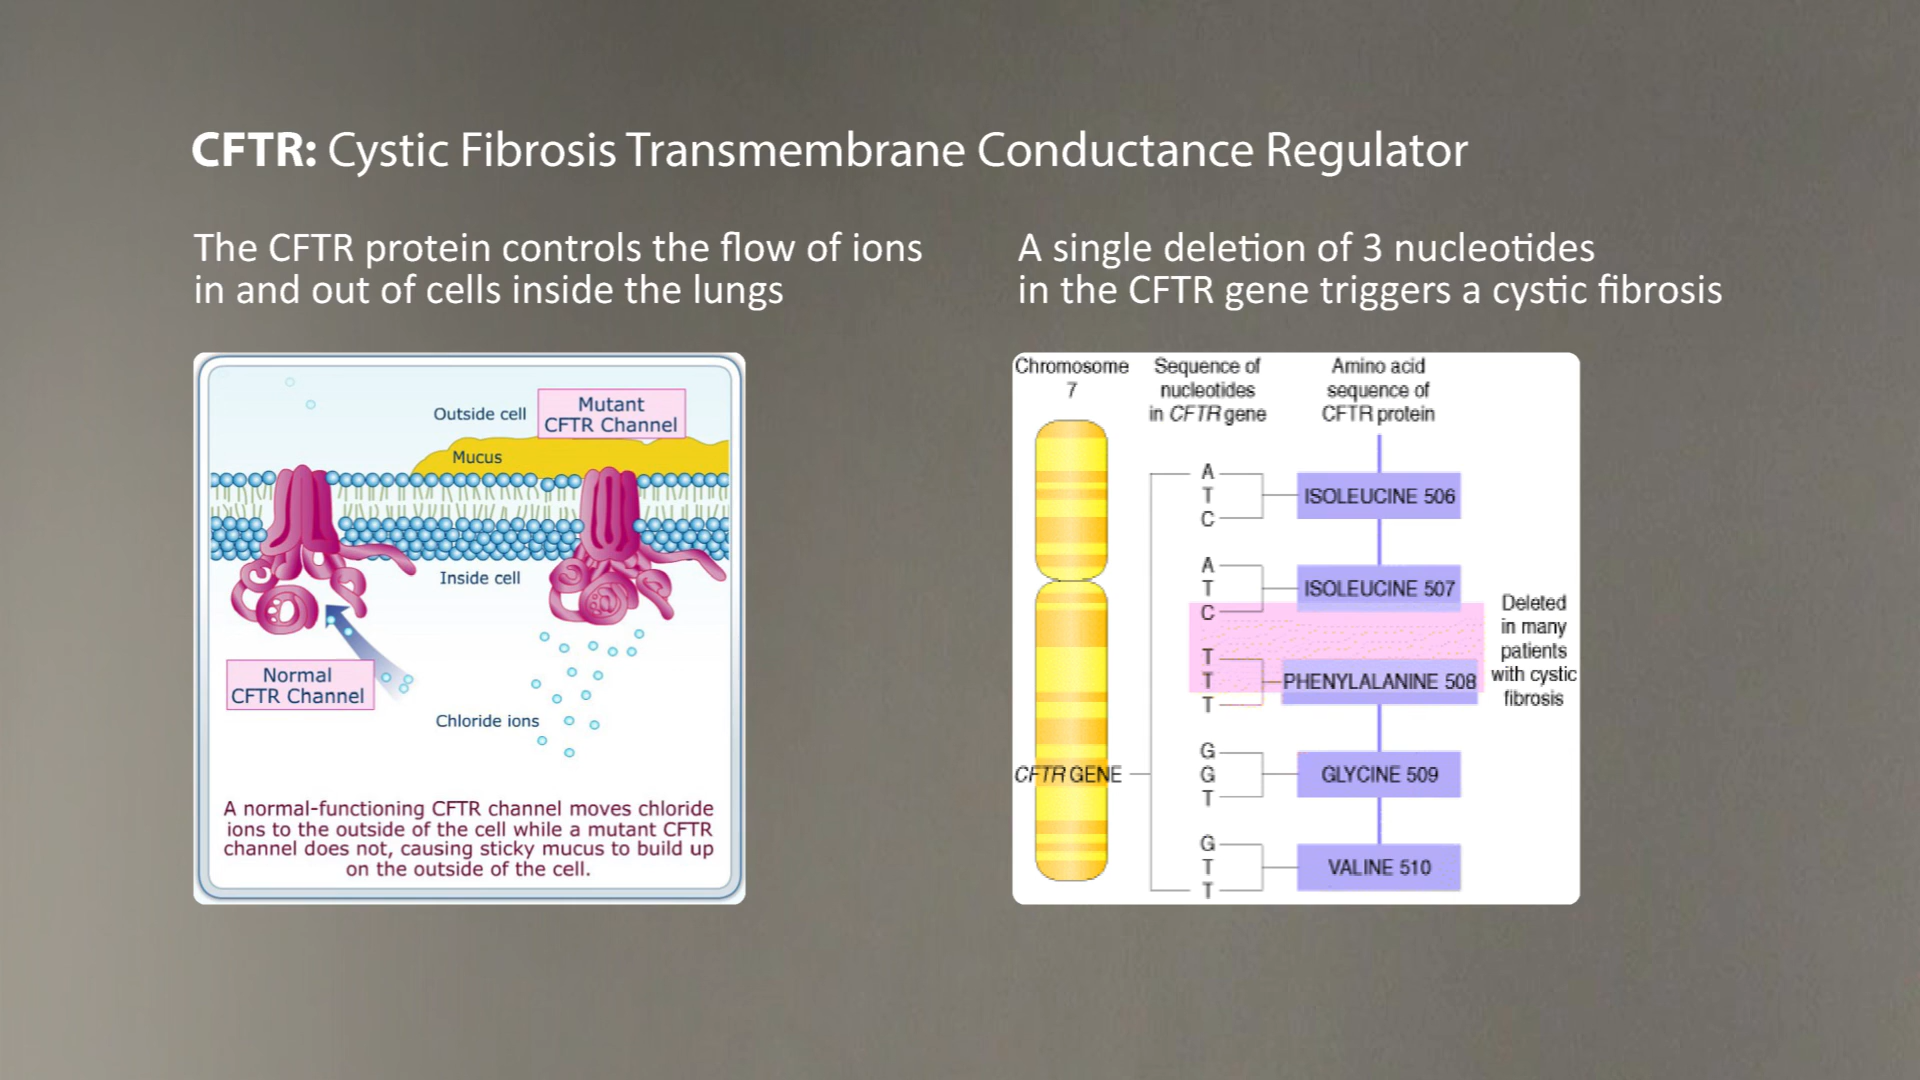 CFTR: Cystic Fibrosis Transmembrane Conductance Regulator
The CFTR protein controls the flow of ions
in and out of cells inside the lungs
A single deletion of 3 nucleotides
in the CFTR gene triggers a cystic fibrosis
Outside cell
Mutant
CFTR Channel
Mucus
Inside cell
Normal
CFTR Channel
Chloride ions
A normal-functioning CFTR channel moves chloride
ions to the outside of the cell while a mutant CFTR
channel does not, causing sticky mucus to build up
on the outside of the cell.
Chromosome
7
Sequence of
nucleotides
in CFTR gene
Amino acid
sequence of
CFTR protein
A
T
C
ISOLEUCINE 506
A
T
C
ISOLEUCINE 507
T
T
T
PHENYLALANINE 508
Deleted
in many
patients
with cystic
fibrosis
CFTR GENE
G
G
T
GLYCINE 509
G
T
T
VALINE 510